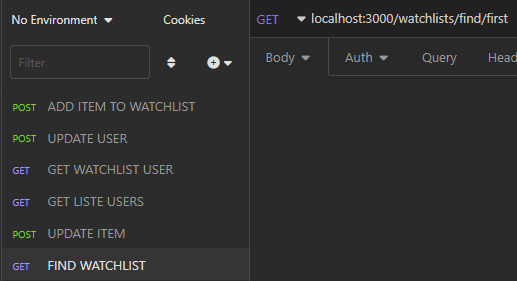 No Environment Cookies
GET localhost:3000/watchlists/find/first
Filter
Body Auth Query Head
POST ADD ITEM TO WATCHLIST
POST UPDATE USER
GET GET WATCHLIST USER
GET GET LISTE USERS
POST UPDATE ITEM
GET FIND WATCHLIST